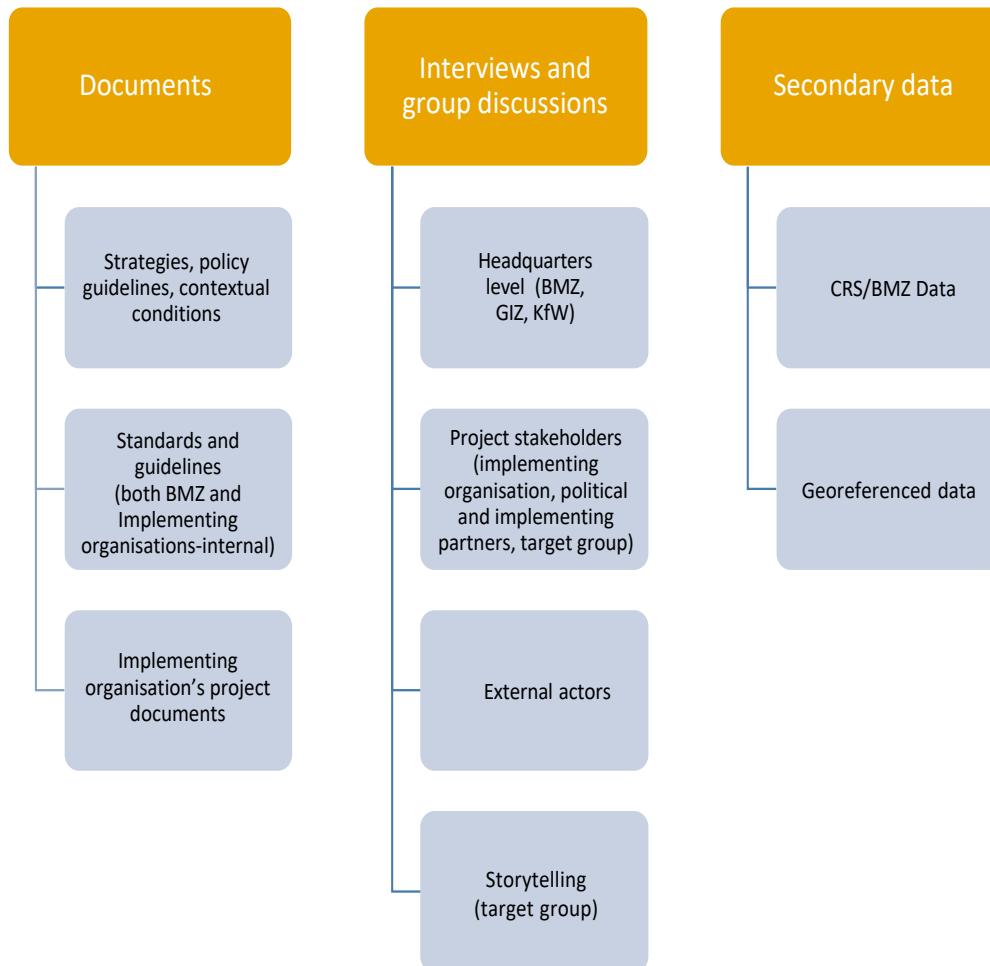 Documents
Strategies, policy
guidelines, contextual
conditions
Standards and
guidelines
(both BMZ and
Implementing
organisations-internal)
Implementing
organisation’s project
documents
Interviews and
group discussions
Headquarters
level (BMZ,
GIZ, KfW)
Project stakeholders
(implementing
organisation, political
and implementing
partners, target group)
External actors
Storytelling
(target group)
Secondary data
CRS/BMZ Data
Georeferenced data